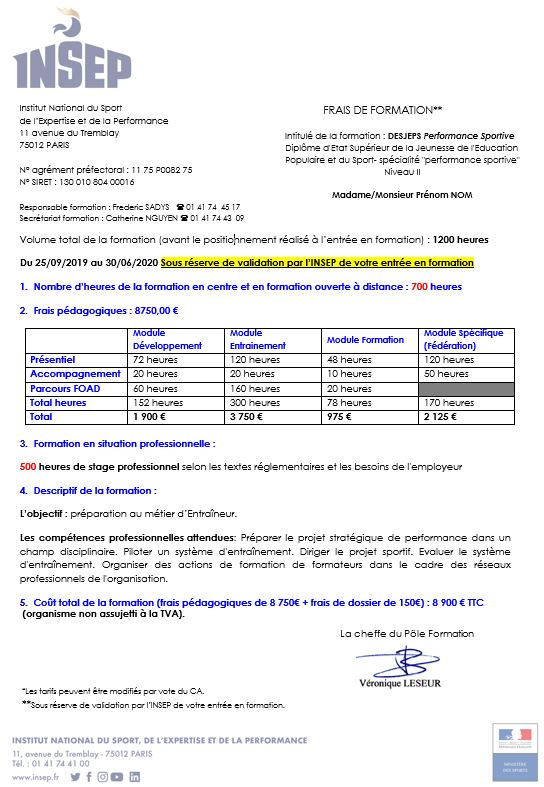 INSEP
Institut National du Sport
de l'Expertise et de la Performance
11 avenue du Tremblay
75012 PARIS
N° agrément préfectoral : 11 75 P0082 75
N° SIRET : 130 010 804 00016
Responsable formation : Frederic SADYS ☎ 01 41 74 45 17
Secrétariat formation : Catherine NGUYEN ☎ 01 41 74 43 09
FRAIS DE FORMATION**
Intitulé de la formation : DESJEPS Performance Sportive
Diplôme d'Etat Supérieur de la Jeunesse de l'Education
Populaire et du Sport- spécialité "performance sportive"
Niveau II
Madame/Monsieur Prénom NOM
Volume total de la formation (avant le positionnement réalisé à l'entrée en formation) : 1200 heures
Du 25/09/2019 au 30/06/2020 Sous réserve de validation par l'INSEP de votre entrée en formation
1. Nombre d'heures de la formation en centre et en formation ouverte à distance : 700 heures
2. Frais pédagogiques : 8750,00 €
Module Développement Module Entrainement Module Formation Module Spécifique (Fédération)
Présentiel 72 heures 120 heures 48 heures 120 heures
Accompagnement 20 heures 20 heures 10 heures 50 heures
Parcours FOAD 60 heures 160 heures 20 heures
Total heures 152 heures 300 heures 78 heures 170 heures
Total 1 900 € 3 750 € 975 € 2 125 €
3. Formation en situation professionnelle :
500 heures de stage professionnel selon les textes réglementaires et les besoins de l'employeur
4. Descriptif de la formation :
L'objectif : préparation au métier d'Entraîneur.
Les compétences professionnelles attendues: Préparer le projet stratégique de performance dans un
champ disciplinaire. Piloter un système d'entraînement. Diriger le projet sportif. Evaluer le système
d'entraînement. Organiser des actions de formation de formateurs dans le cadre des réseaux
professionnels de l'organisation.
5. Coût total de la formation (frais pédagogiques de 8 750€ + frais de dossier de 150€) : 8 900 € TTC
(organisme non assujetti à la TVA).
La cheffe du Pôle Formation
Véronique LESEUR
*Les tarifs peuvent être modifiés par vote du CA.
**Sous réserve de validation par l'INSEP de votre entrée en formation.
INSTITUT NATIONAL DU SPORT, DE L'EXPERTISE ET DE LA PERFORMANCE
11, avenue du Tremblay - 75012 PARIS
Tél. : 01 41 74 41 00
www.insep.fr
MINISTÈRE
DES SPORTS